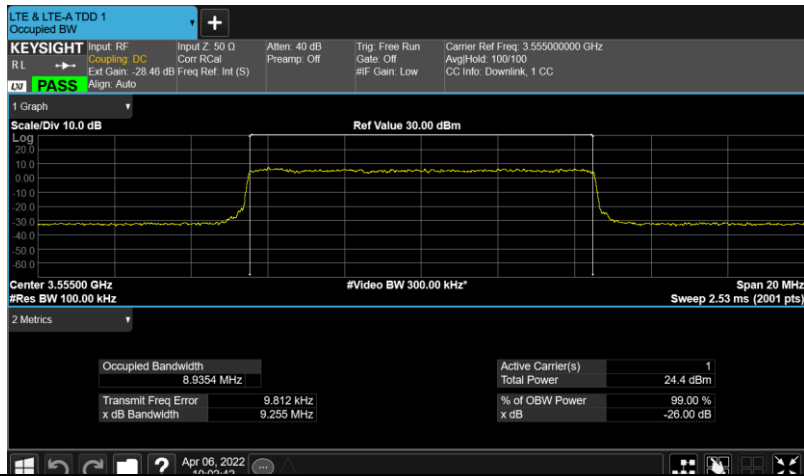 LTE & LTE-A TDD 1
Occupied BW
KEYSIGHT
R L
LXI
PASS
Input: RF
Coupling: DC
Ext Gain: -28.46 dB
Align: Auto
Input Z: 50 Ω
Corr RCal
Freq Ref: Int (S)
Atten: 40 dB
Preamp: Off
Trig: Free Run
Gate: Off
#IF Gain: Low
Carrier Ref Freq: 3.555000000 GHz
Avg|Hold: 100/100
CC Info: Downlink, 1 CC
1 Graph
Scale/Div 10.0 dB Ref Value 30.00 dBm
Log
20.0
10.0
0.00
-10.0
-20.0
-30.0
-40.0
-50.0
-60.0
Center 3.55500 GHz #Video BW 300.00 kHz* Span 20 MHz
#Res BW 100.00 kHz Sweep 2.53 ms (2001 pts)
2 Metrics
Occupied Bandwidth
8.9354 MHz
Transmit Freq Error 9.812 kHz
x dB Bandwidth 9.255 MHz
Active Carrier(s) 1
Total Power 24.4 dBm
% of OBW Power 99.00 %
x dB -26.00 dB
?
Apr 06, 2022